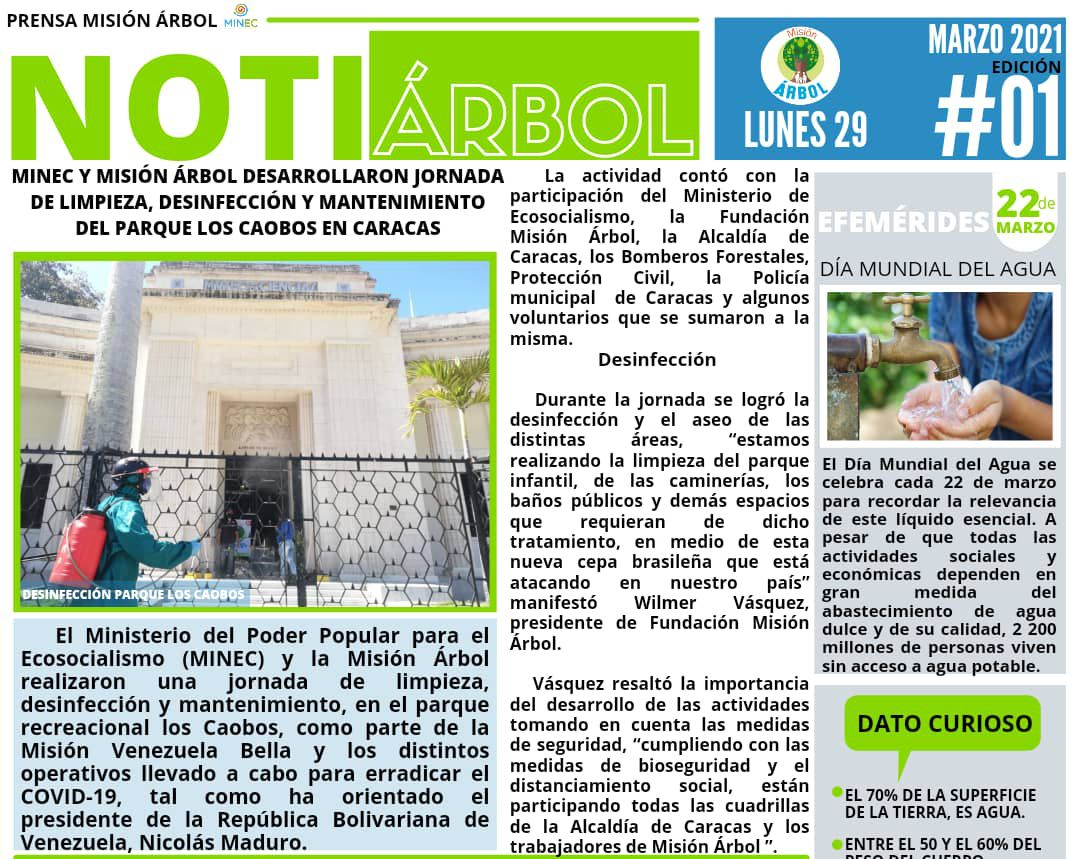 PRENSA MISIÓN ÁRBOL
MINEC
NOTI ÁRBOL
Misión
ÁRBOL
LUNES 29
MARZO 2021
EDICIÓN
#01
MINEC Y MISIÓN ÁRBOL DESARROLLARON JORNADA
DE LIMPIEZA, DESINFECCIÓN Y MANTENIMIENTO
DEL PARQUE LOS CAOBOS EN CARACAS
DESINFECCIÓN PARQUE LOS CAOBOS
El Ministerio del Poder Popular para el
Ecosocialismo (MINEC) y la Misión Árbol
realizaron una jornada de limpieza,
desinfección y mantenimiento, en el parque
recreacional los Caobos, como parte de la
Misión Venezuela Bella y los distintos
operativos llevado a cabo para erradicar el
COVID-19, tal como ha orientado el
presidente de la República Bolivariana de
Venezuela, Nicolás Maduro.
La actividad contó con la
participación del Ministerio de
Ecosocialismo, la Fundación
Misión Árbol, la Alcaldía de
Caracas, los Bomberos Forestales,
Protección Civil, la Policía
municipal de Caracas y algunos
voluntarios que se sumaron a la
misma.
Desinfección
Durante la jornada se logró la
desinfección y el aseo de las
distintas áreas, “estamos
realizando la limpieza del parque
infantil, de las caminerías, los
baños públicos y demás espacios
que requieran de dicho
tratamiento, en medio de esta
nueva cepa brasileña que está
atacando en nuestro país”
manifestó Wilmer Vásquez,
presidente de Fundación Misión
Árbol.
Vásquez resaltó la importancia
del desarrollo de las actividades
tomando en cuenta las medidas
de seguridad, “cumpliendo con las
medidas de bioseguridad y el
distanciamiento social, están
participando todas las cuadrillas
de la Alcaldía de Caracas y los
trabajadores de Misión Árbol ”.
EFEMÉRIDES
22 de
MARZO
DÍA MUNDIAL DEL AGUA
El Día Mundial del Agua se
celebra cada 22 de marzo
para recordar la relevancia
de este líquido esencial. A
pesar de que todas las
actividades sociales y
económicas dependen en
gran medida del
abastecimiento de agua
dulce y de su calidad, 2 200
millones de personas viven
sin acceso a agua potable.
DATO CURIOSO
EL 70% DE LA SUPERFICIE
DE LA TIERRA, ES AGUA.
ENTRE EL 50 Y EL 60% DEL
PESO DEL CUERPO